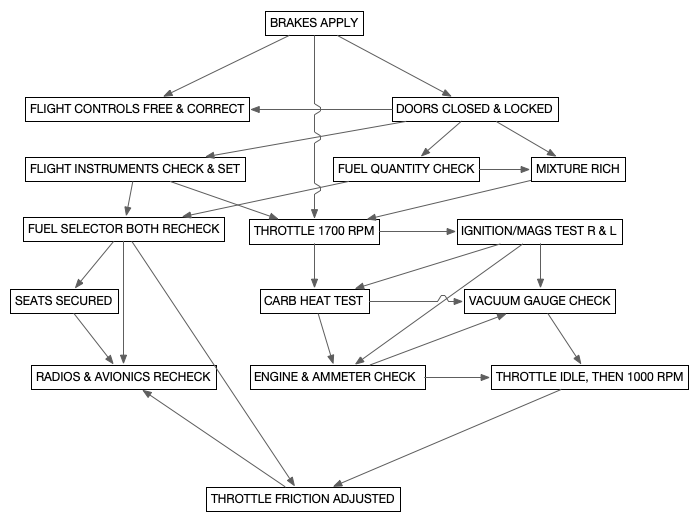 BRAKES APPLY
FLIGHT CONTROLS FREE & CORRECT
DOORS CLOSED & LOCKED
FLIGHT INSTRUMENTS CHECK & SET
FUEL QUANTITY CHECK
MIXTURE RICH
FUEL SELECTOR BOTH RECHECK
THROTTLE 1700 RPM
IGNITION/MAGS TEST R & L
SEATS SECURED
CARB HEAT TEST
VACUUM GAUGE CHECK
RADIOS & AVIONICS RECHECK
ENGINE & AMMETER CHECK
THROTTLE IDLE, THEN 1000 RPM
THROTTLE FRICTION ADJUSTED